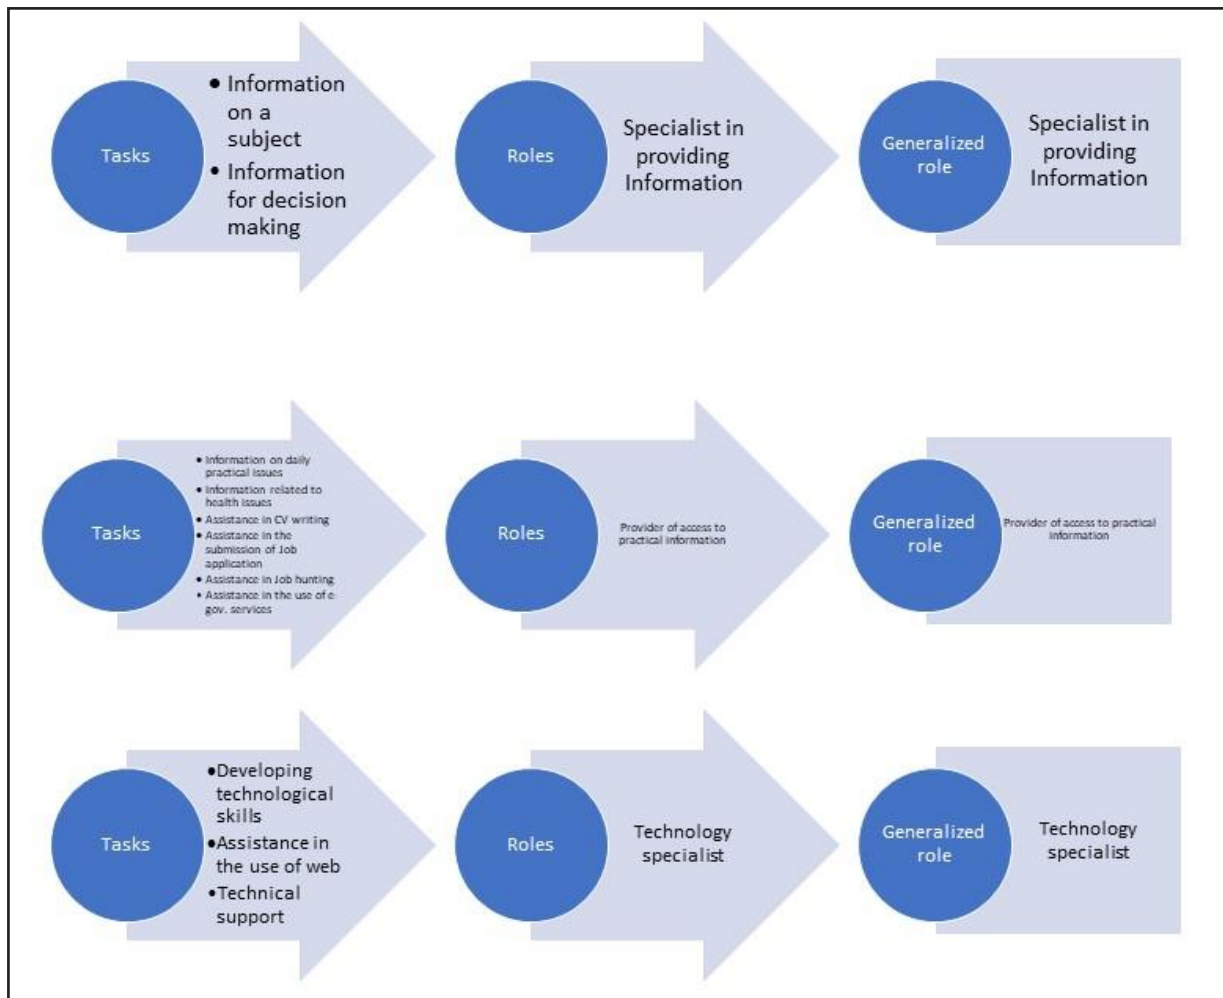 Tasks
• Information
on a
subject
• Information
for decision
making
Roles
Specialist in
providing
Information
Generalized
role
Specialist in
providing
Information
Tasks
• Information on daily
practical issues
• Information related to
health issues
• Assistance in CV writing
• Assistance in the
submission of Job
application
• Assistance in Job hunting
• Assistance in the use of e-
gov. services
Roles
Provider of access to
practical information
Generalized
role
Provider of access to practical
information
Tasks
•Developing
technological
skills
•Assistance in
the use of web
•Technical
support
Roles
Technology
specialist
Generalized
role
Technology
specialist